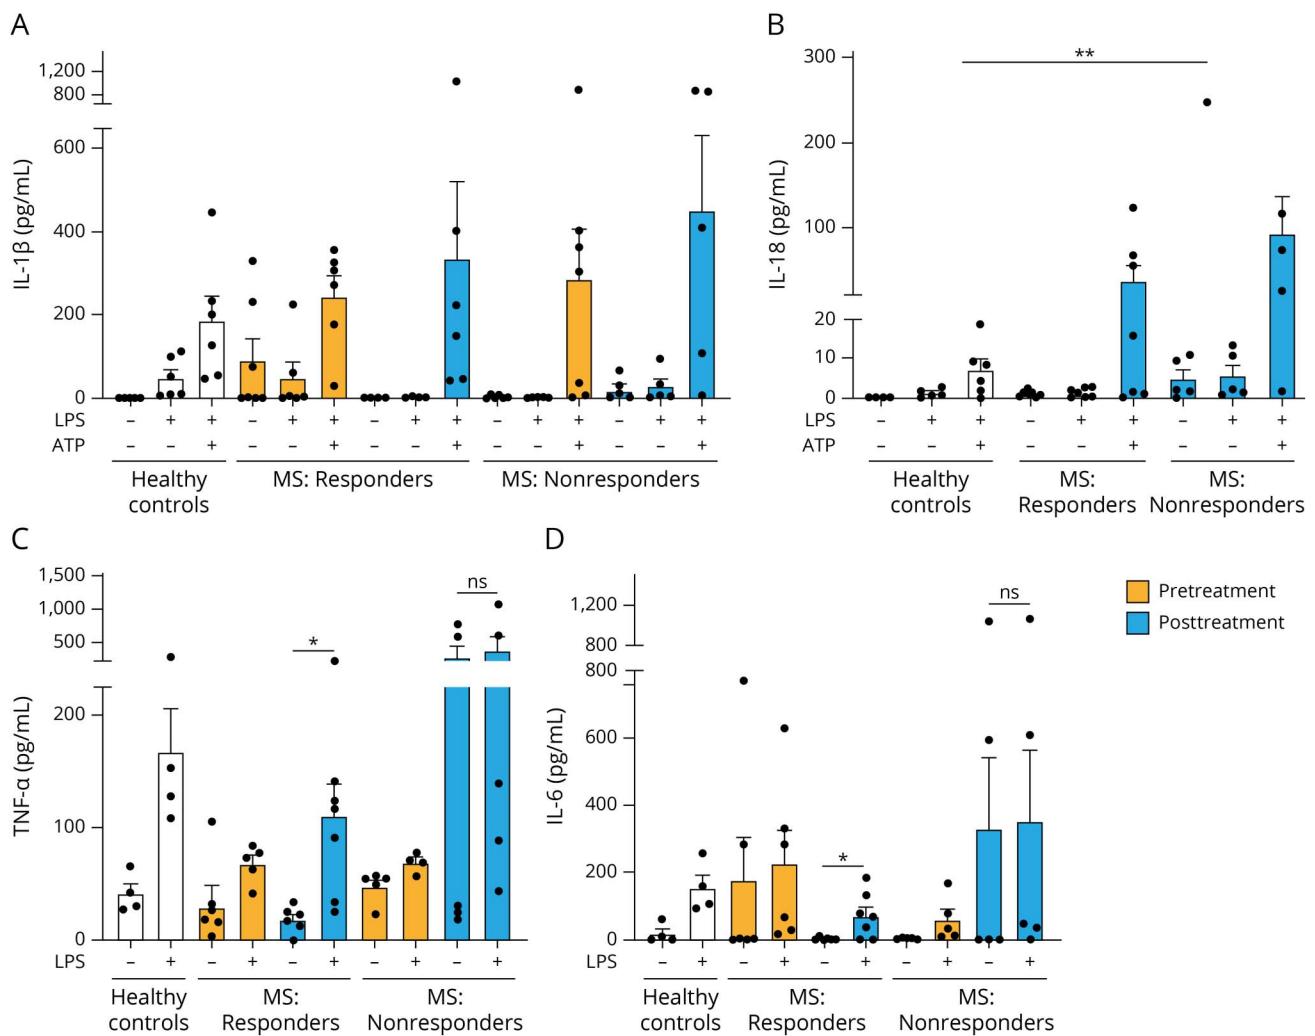 A
IL-1β (pg/mL)
1,200
800
600
400
200
0
LPS – + + – – + – + + – + + – + +
ATP – – + – – + – – + – – + – – +
Healthy controls
MS: Responders
MS: Nonresponders
B
IL-18 (pg/mL)
300
200
100
20
10
0
**
– + + – + + – + +
– – + – – + – – +
Healthy
controls
MS:
Responders
MS:
Nonresponders
C
TNF-α (pg/mL)
1,500
1,000
500
200
100
0
*
ns
LPS – + – + – + – + – +
Healthy
controls
MS:
Responders
MS:
Nonresponders
D
IL-6 (pg/mL)
1,200
800
800
600
400
200
0
*
ns
– + – + – + – + – +
Healthy
controls
MS:
Responders
MS:
Nonresponders
Pretreatment
Posttreatment